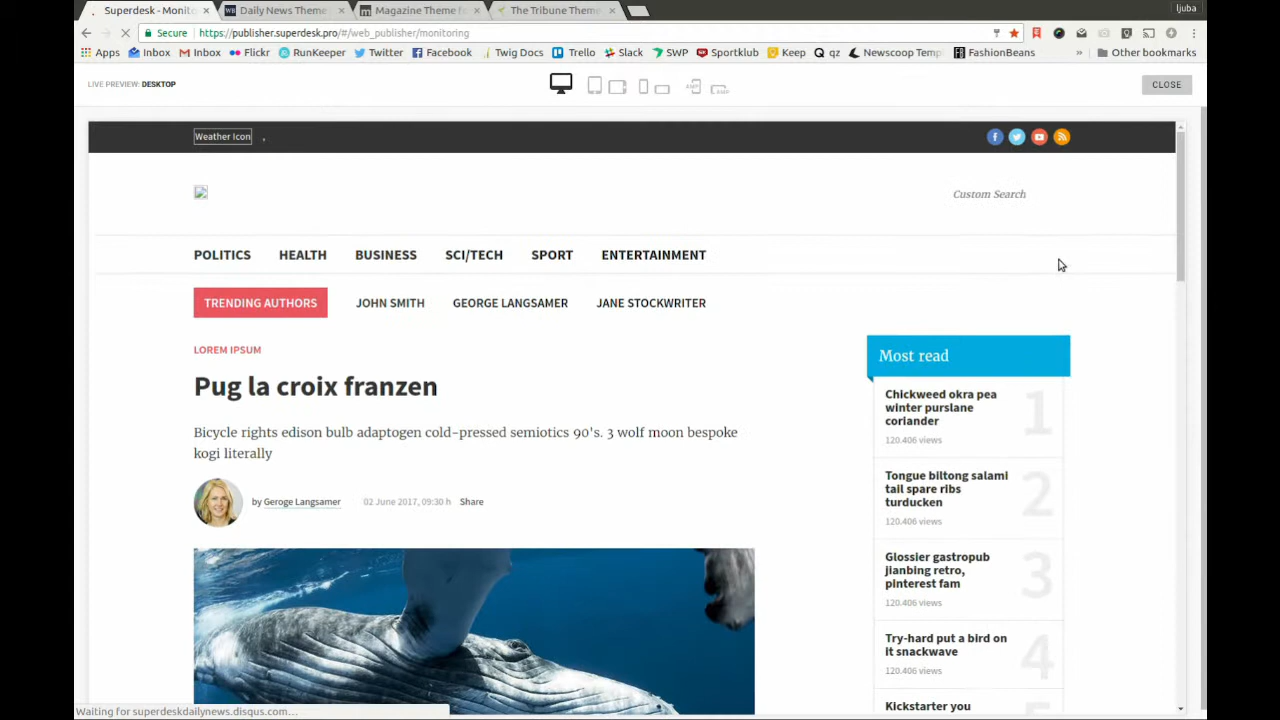 Superdesk - Monito
Daily News Theme
Magazine Theme f
The Tribune Theme
ljuba
Secure
https://publisher.superdesk.pro/#/web_publisher/monitoring
Apps
Inbox
Inbox
Flickr
RunKeeper
Twitter
Facebook
Twig Docs
Trello
Slack
SWP
Sportklub
Keep
qz
Newscoop Temp
FashionBeans
»
Other bookmarks
LIVE PREVIEW: DESKTOP
AMP
AMP
CLOSE
Weather Icon
,
Custom Search
POLITICS
HEALTH
BUSINESS
SCI/TECH
SPORT
ENTERTAINMENT
TRENDING AUTHORS
JOHN SMITH
GEORGE LANGSAMER
JANE STOCKWRITER
LOREM IPSUM
Pug la croix franzen
Bicycle rights edison bulb adaptogen cold-pressed semiotics 90's. 3 wolf moon bespoke
kogi literally
by Geroge Langsamer
02 June 2017, 09:30 h
Share
Most read
Chickweed okra pea
winter purslane
coriander
120.406 views
1
Tongue biltong salami
tail spare ribs
turducken
120.406 views
2
Glossier gastropub
jianbing retro,
pinterest fam
120.406 views
3
Try-hard put a bird on
it snackwave
120.406 views
4
Kickstarter you
Waiting for superdeskdailynews.disqus.com...